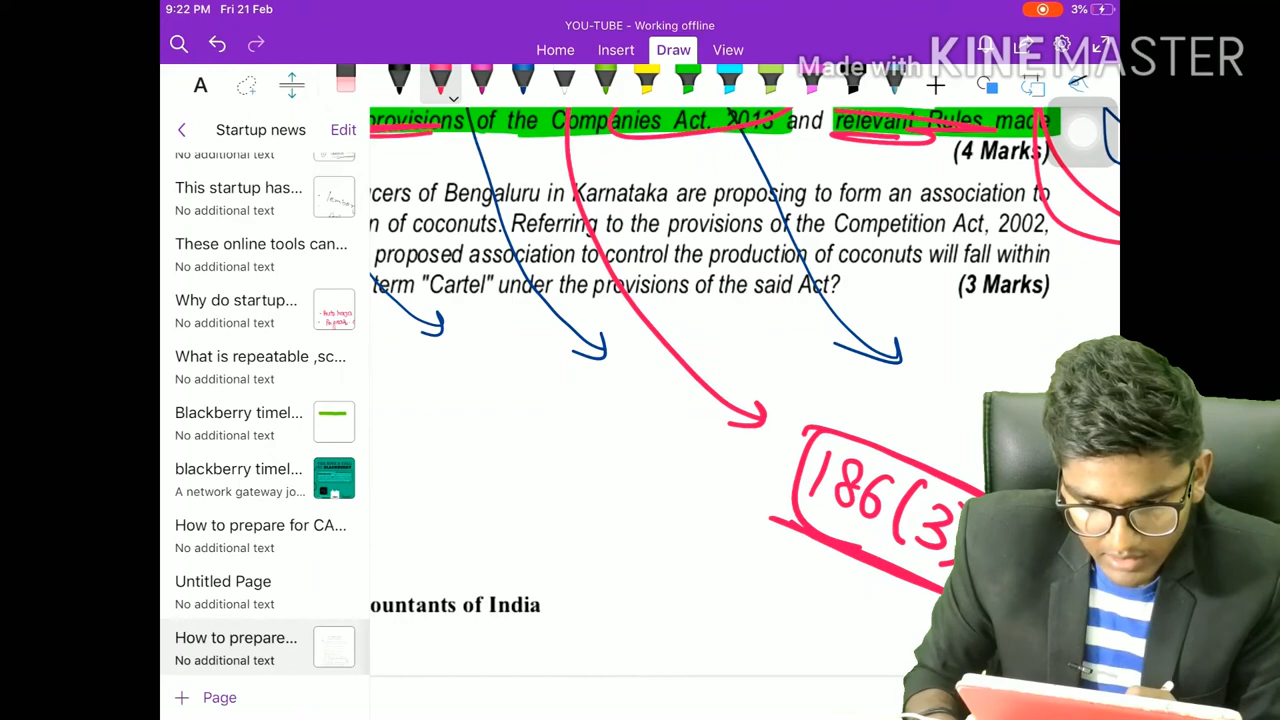 9:22 PM Fri 21 Feb
3%
YOU-TUBE - Working offline
Home Insert Draw View
Made with KINEMASTER
A
Startup news Edit
No additional text
This startup has...
No additional text
These online tools can...
No additional text
Why do startup...
No additional text
What is repeatable ,sc...
No additional text
Blackberry timel...
No additional text
blackberry timel...
A network gateway jo...
How to prepare for CA...
No additional text
Untitled Page
No additional text
How to prepare...
No additional text
+ Page
provisions of the Companies Act, 2013 and relevant Rules made
(4 Marks)
cers of Bengaluru in Karnataka are proposing to form an association to
n of coconuts. Referring to the provisions of the Competition Act, 2002,
proposed association to control the production of coconuts will fall within
term "Cartel" under the provisions of the said Act? (3 Marks)
186(3)
ountants of India